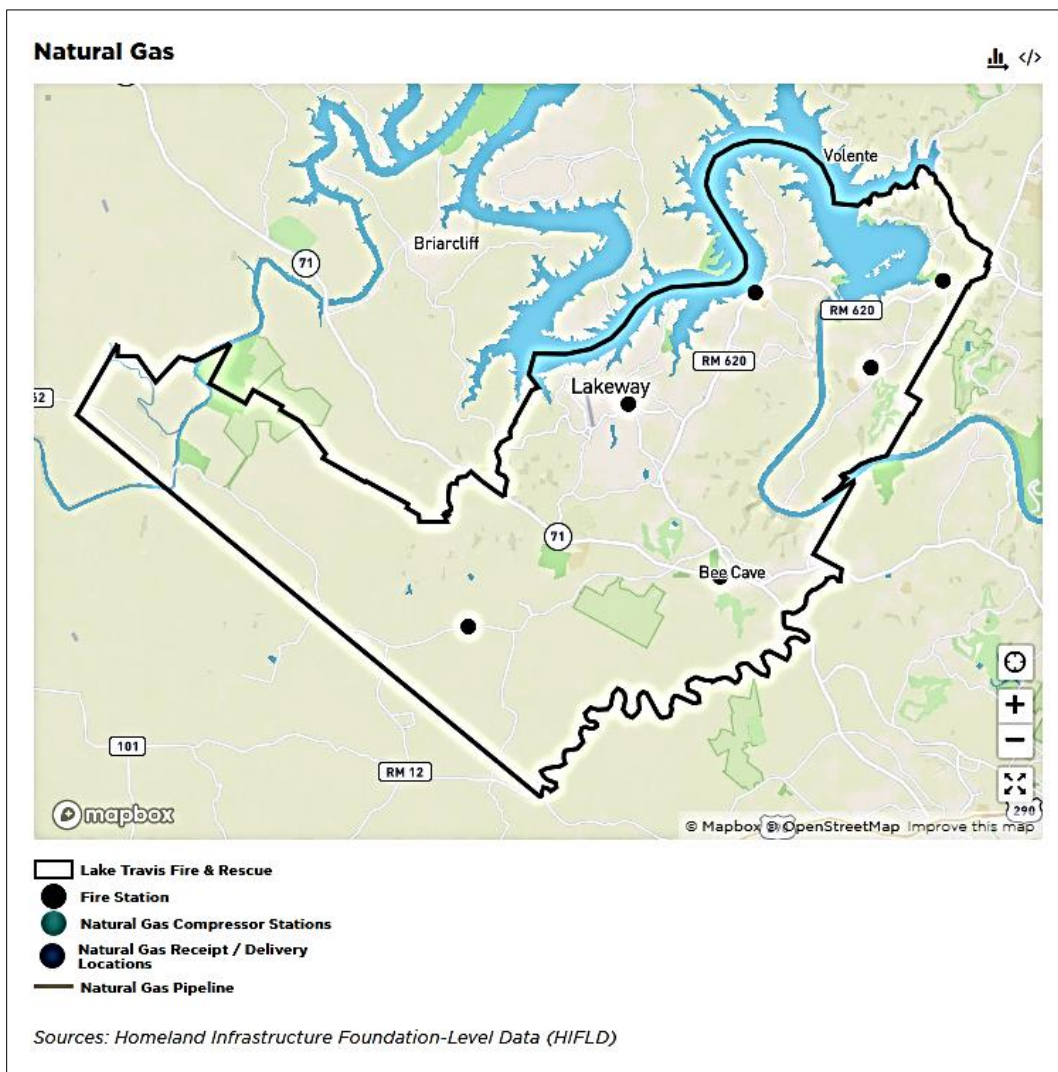 Natural Gas
</>
Volente
Briarcliff
71
RM 620
RM 620
62
Lakeway
71
Bee Cave
101
RM 12
290
mapbox
© Mapbox © OpenStreetMap Improve this map
Lake Travis Fire & Rescue
Fire Station
Natural Gas Compressor Stations
Natural Gas Receipt / Delivery
Locations
Natural Gas Pipeline
Sources: Homeland Infrastructure Foundation-Level Data (HIFLD)